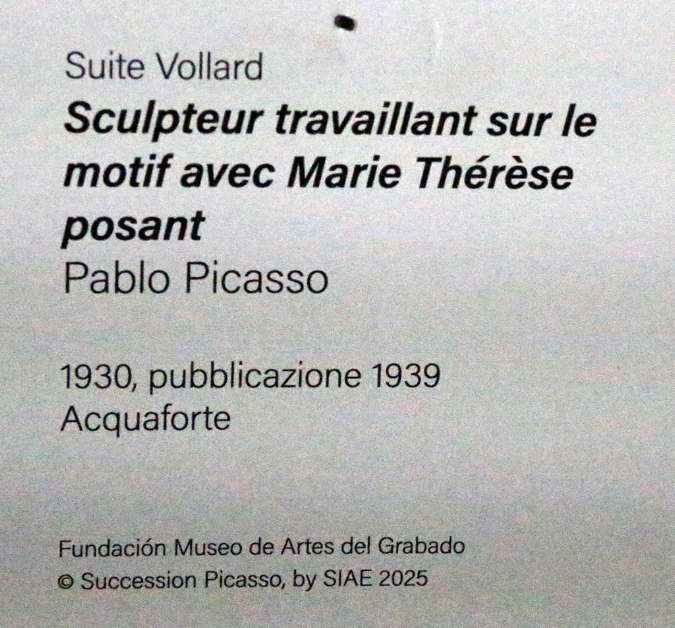 Suite Vollard
Sculpteur travaillant sur le
motif avec Marie Thérèse
posant
Pablo Picasso
1930, pubblicazione 1939
Acquaforte
Fundación Museo de Artes del Grabado
© Succession Picasso, by SIAE 2025